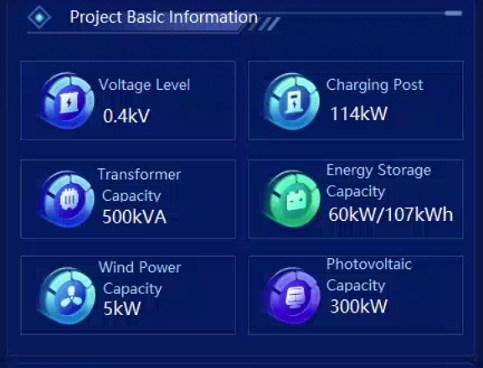 Project Basic Information
Voltage Level
0.4kV
Charging Post
114kW
Transformer
Capacity
500kVA
Energy Storage
Capacity
60kW/107kWh
Wind Power
Capacity
5kW
Photovoltaic
Capacity
300kW